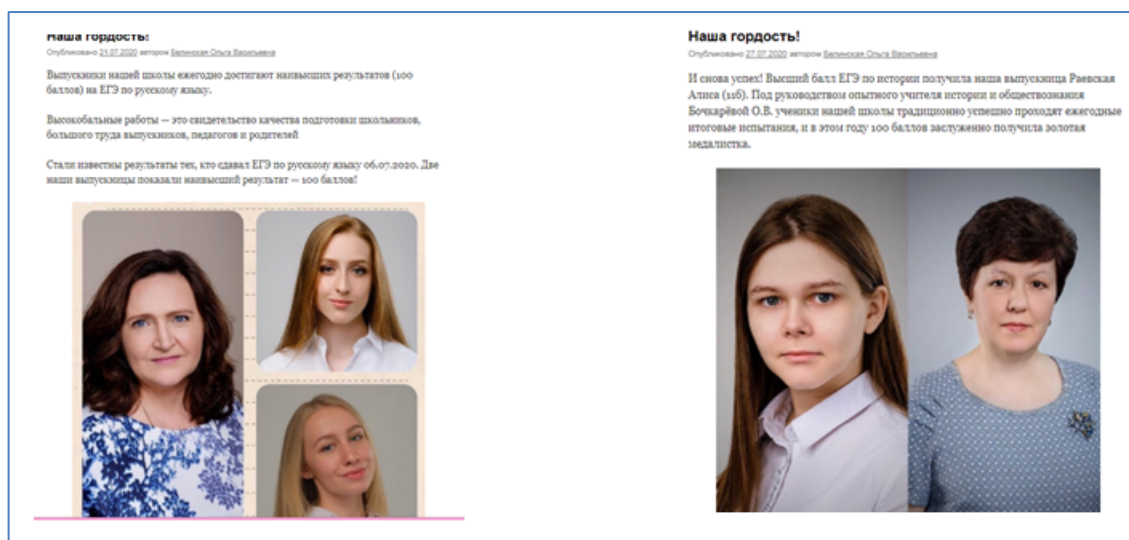 Наша гордость!
Опубликовано 21.07.2020 автором Белинская Ольга Васильевна
Выпускники нашей школы ежегодно достигают наивысших результатов (100
баллов) на ЕГЭ по русскому языку.
Высокобальные работы — это свидетельство качества подготовки школьников,
большого труда выпускников, педагогов и родителей
Стали известны результаты тех, кто сдавал ЕГЭ по русскому языку 06.07.2020. Две
наши выпускницы показали наивысший результат — 100 баллов!
Наша гордость!
Опубликовано 27.07.2020 автором Белинская Ольга Васильевна
И снова успех! Высший балл ЕГЭ по истории получила наша выпускница Раевская
Алиса (11б). Под руководством опытного учителя истории и обществознания
Бочкарёвой О.В. ученики нашей школы традиционно успешно проходят ежегодные
итоговые испытания, и в этом году 100 баллов заслуженно получила золотая
медалистка.